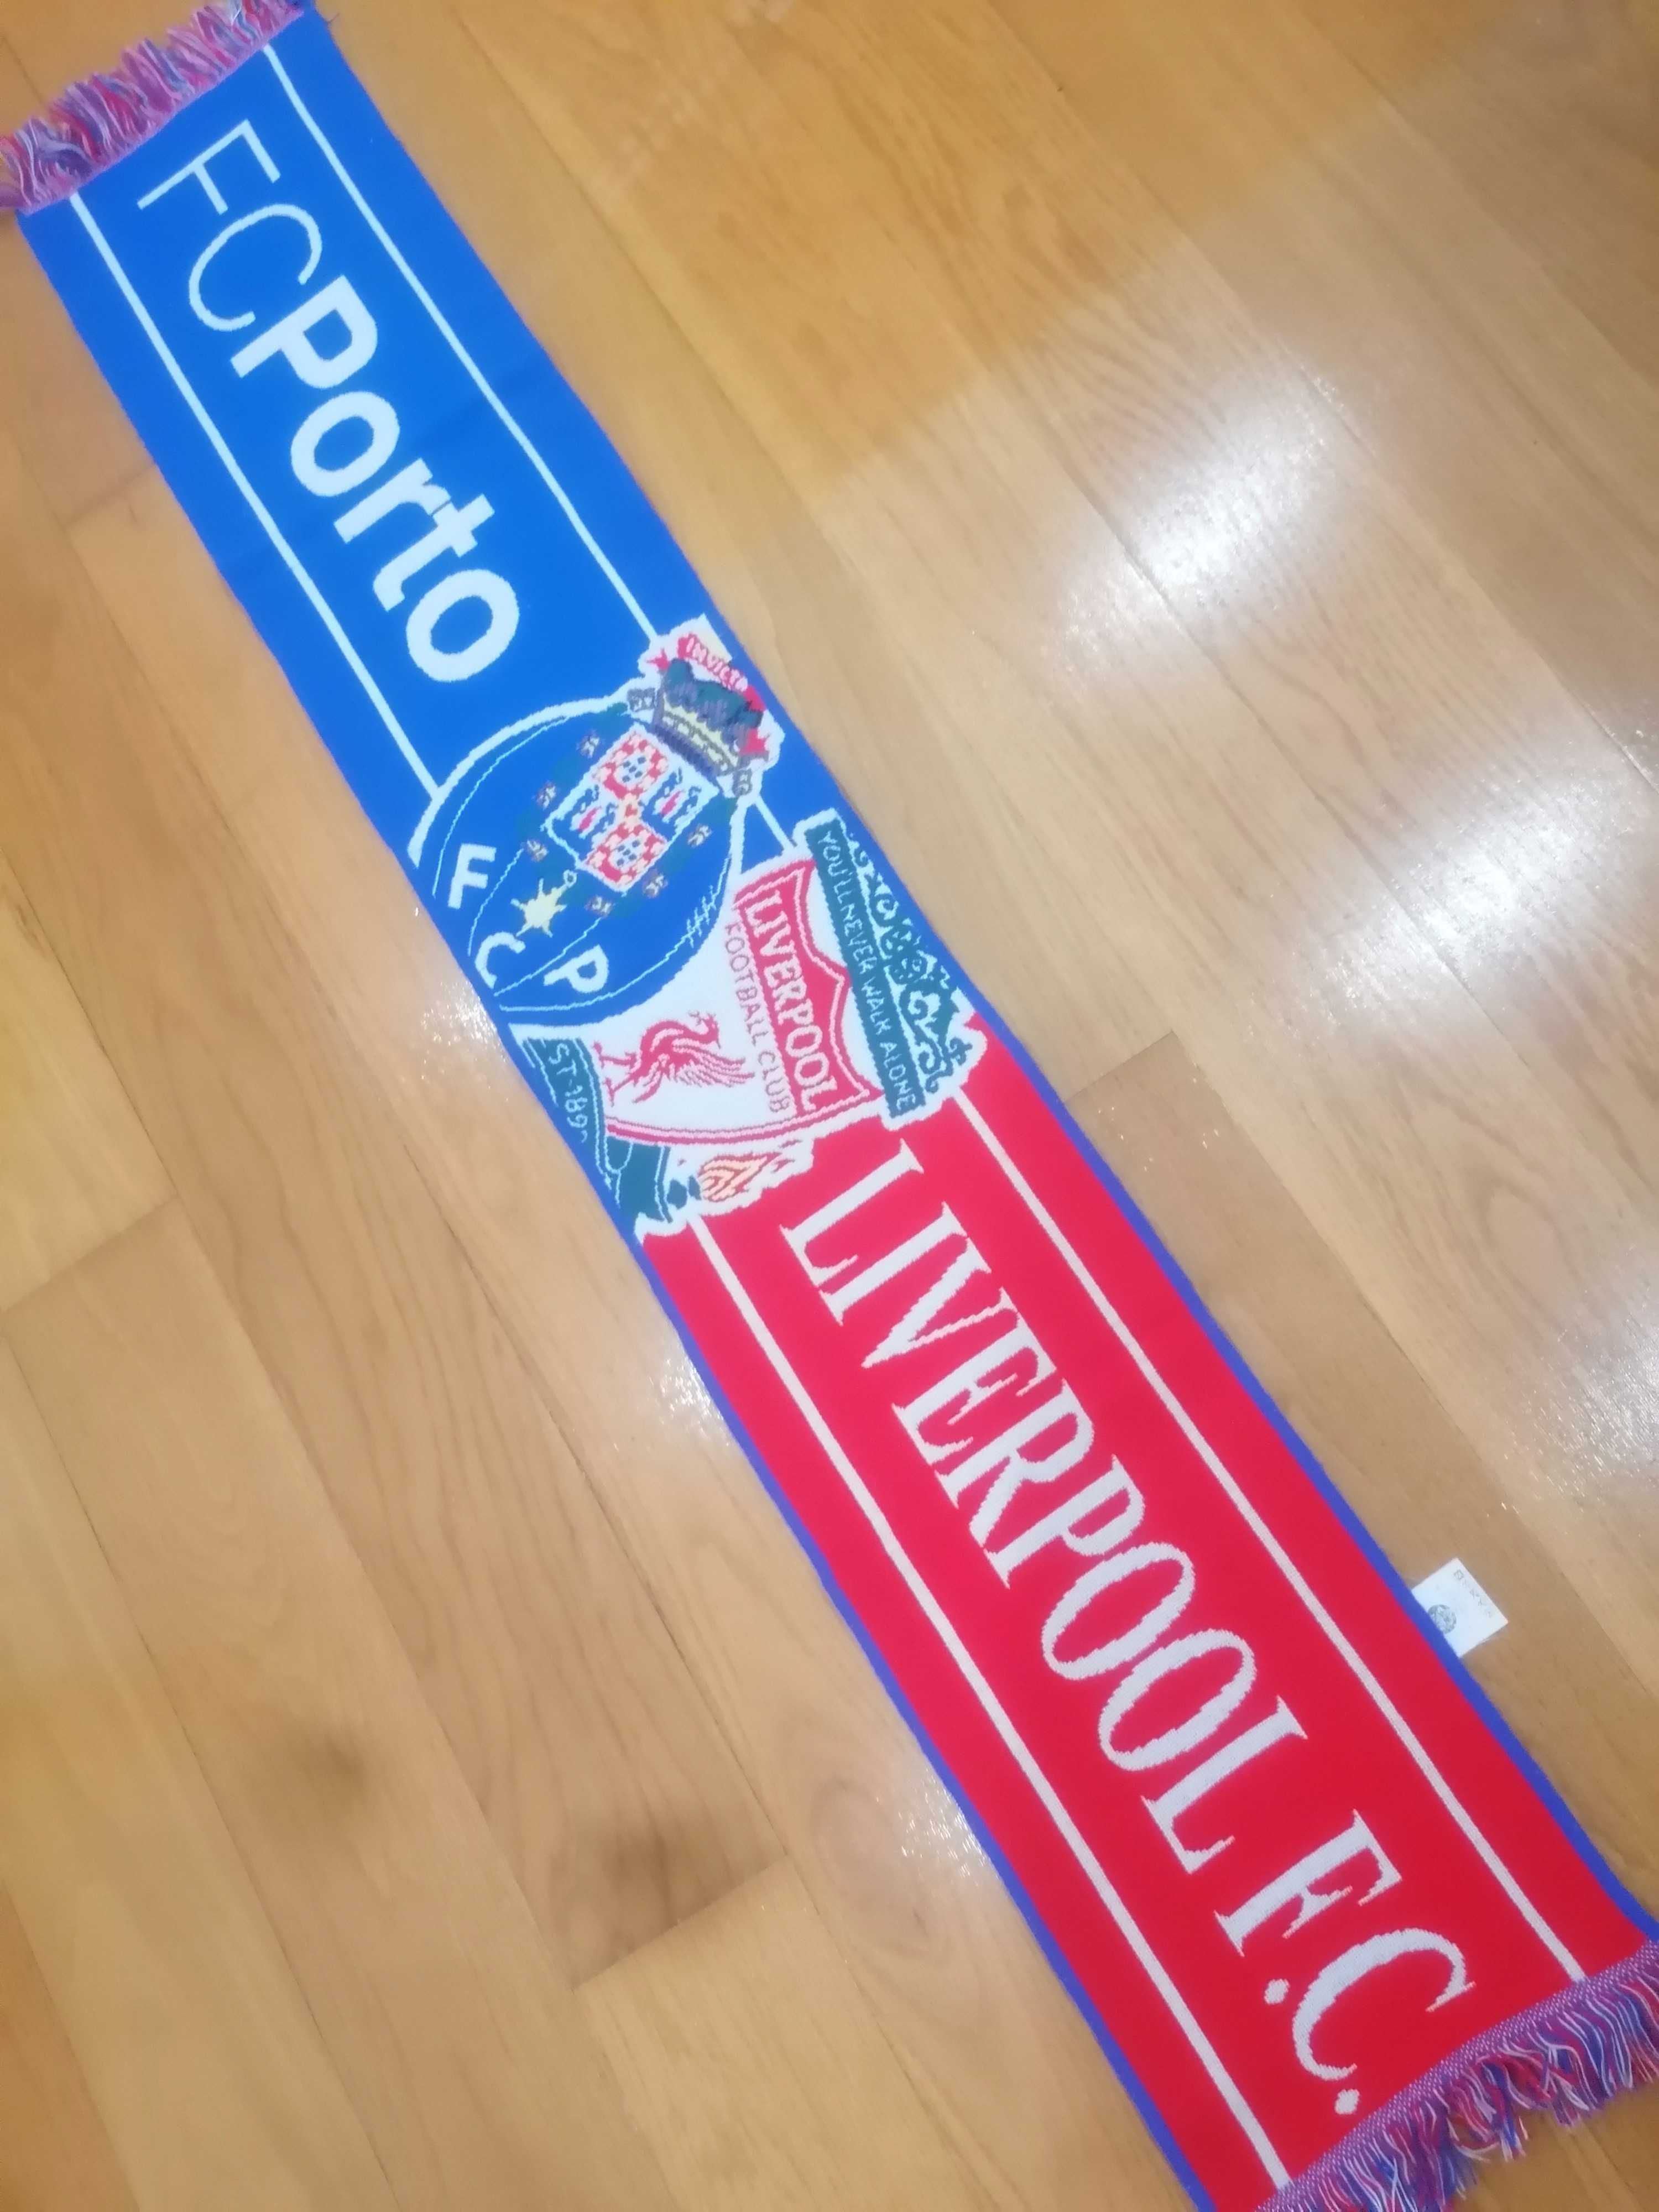 FCPorto
INVICTA
F C P
YOU'LL NEVER WALK ALONE
LIVERPOOL
FOOTBALL CLUB
LIVERPOOL F.C.